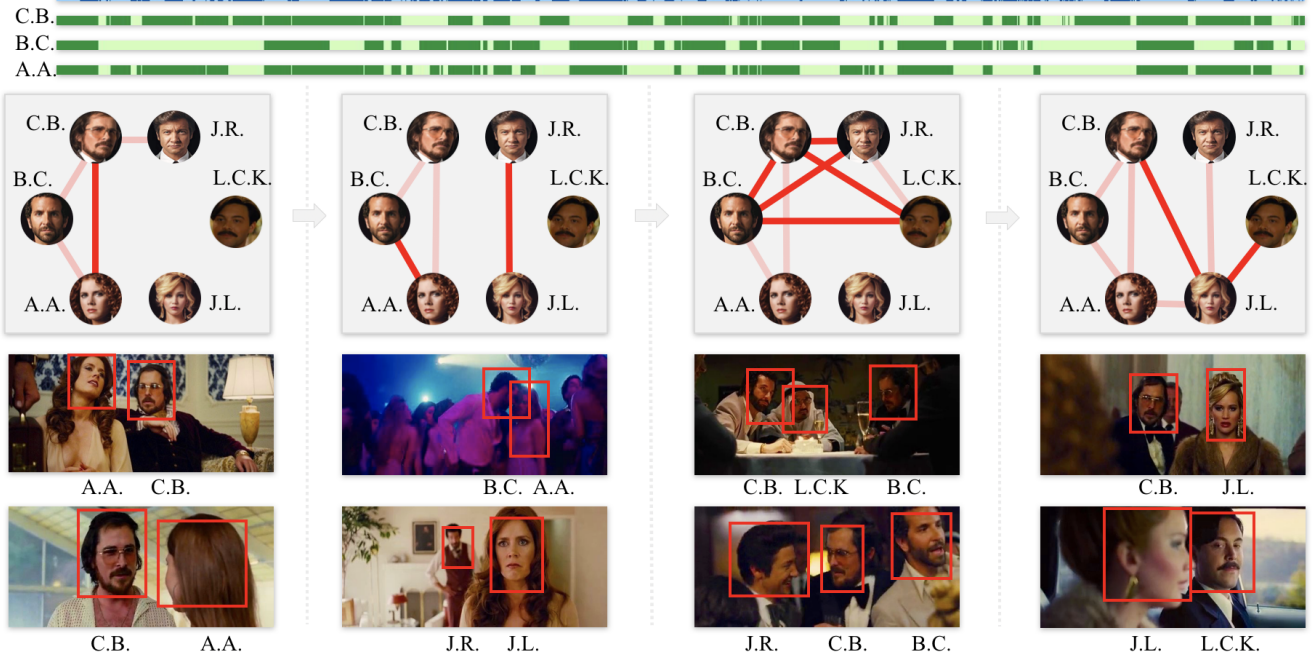 C.B.
B.C.
A.A.
C.B. J.R.
B.C. L.C.K.
A.A. J.L.
C.B. J.R.
B.C. L.C.K.
A.A. J.L.
C.B. J.R.
B.C. L.C.K.
A.A. J.L.
C.B. J.R.
B.C. L.C.K.
A.A. J.L.
A.A. C.B.
B.C. A.A.
C.B. L.C.K B.C.
C.B. J.L.
C.B. A.A.
J.R. J.L.
J.R. C.B. B.C.
J.L. L.C.K.